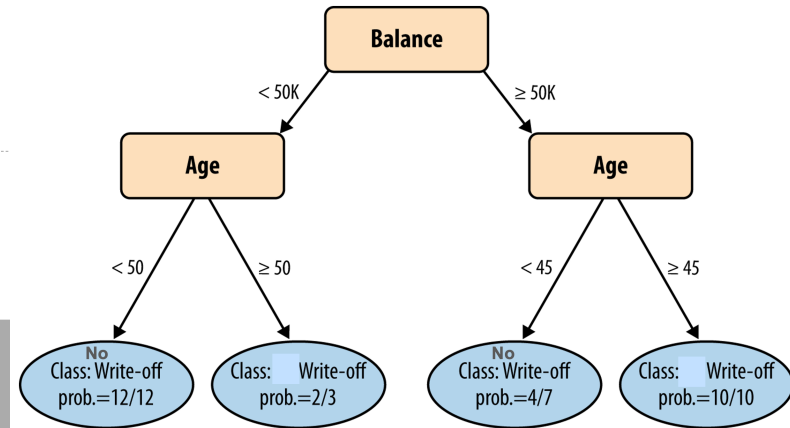 Balance
< 50K
≥ 50K
Age
Age
< 50
≥ 50
< 45
≥ 45
No
Class: Write-off
prob.=12/12
Class: Write-off
prob.=2/3
No
Class: Write-off
prob.=4/7
Class: Write-off
prob.=10/10